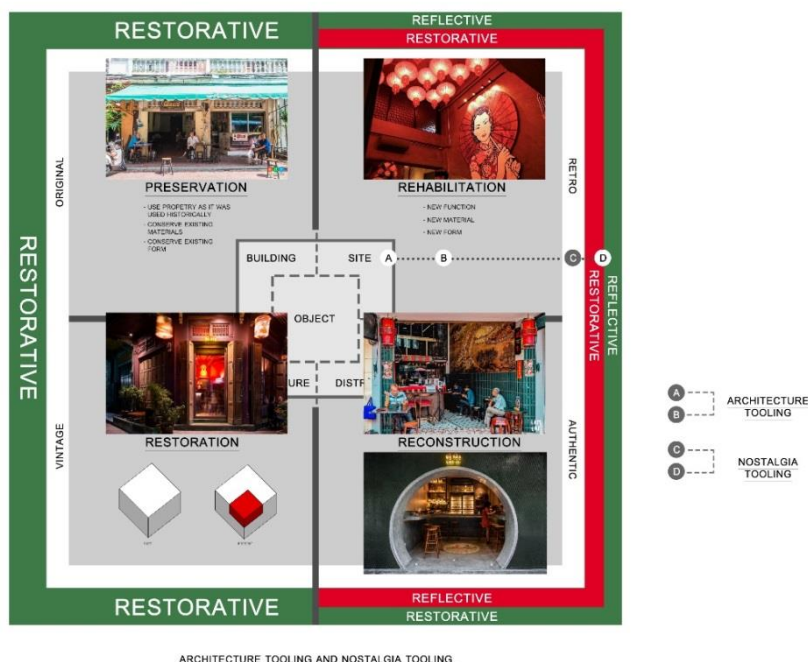 REFLECTIVE
RESTORATIVE
RESTORATIVE
ORIGINAL
RETRO
PRESERVATION
- USE PROPETRY AS IT WAS
USED HISTORICALLY
- CONSERVE EXISTING
MATERIALS
- CONSERVE EXISTING
FORM
REHABILITATION
- NEW FUNCTION
- NEW MATERIAL
- NEW FORM
BUILDING
SITE
A
B
C
D
OBJECT
RESTORATIVE
RESTORATIVE
REFLECTIVE
URE
DISTR
RESTORATION
RECONSTRUCTION
VINTAGE
AUTHENTIC
A
B
ARCHITECTURE
TOOLING
C
D
NOSTALGIA
TOOLING
RESTORATIVE
REFLECTIVE
RESTORATIVE
ARCHITECTURE TOOLING AND NOSTALGIA TOOLING